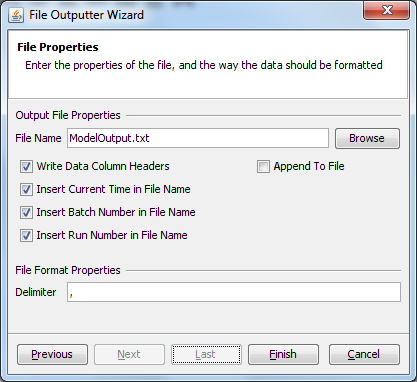 File Outputter Wizard
File Properties
Enter the properties of the file, and the way the data should be formatted
Output File Properties
File Name ModelOutput.txt Browse
Write Data Column Headers Append To File
Insert Current Time in File Name
Insert Batch Number in File Name
Insert Run Number in File Name
File Format Properties
Delimiter ,
Previous Next Last Finish Cancel